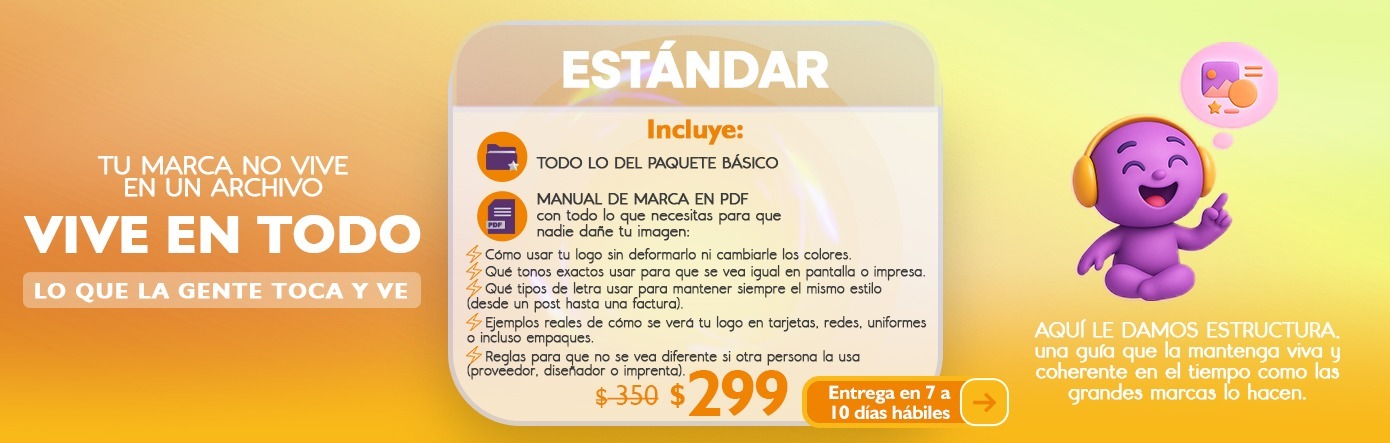 TU MARCA NO VIVE
EN UN ARCHIVO
VIVE EN TODO
LO QUE LA GENTE TOCA Y VE
ESTÁNDAR
Incluye:
TODO LO DEL PAQUETE BÁSICO
PDF
MANUAL DE MARCA EN PDF
con todo lo que necesitas para que
nadie dañe tu imagen:
Cómo usar tu logo sin deformarlo ni cambiarle los colores.
Qué tonos exactos usar para que se vea igual en pantalla o impresa.
Qué tipos de letra usar para mantener siempre el mismo estilo
(desde un post hasta una factura).
Ejemplos reales de cómo se verá tu logo en tarjetas, redes, uniformes
o incluso empaques.
Reglas para que no se vea diferente si otra persona la usa
(proveedor, diseñador o imprenta).
$ 350 $299
Entrega en 7 a
10 días hábiles
AQUÍ LE DAMOS ESTRUCTURA,
una guía que la mantenga viva y
coherente en el tiempo como las
grandes marcas lo hacen.